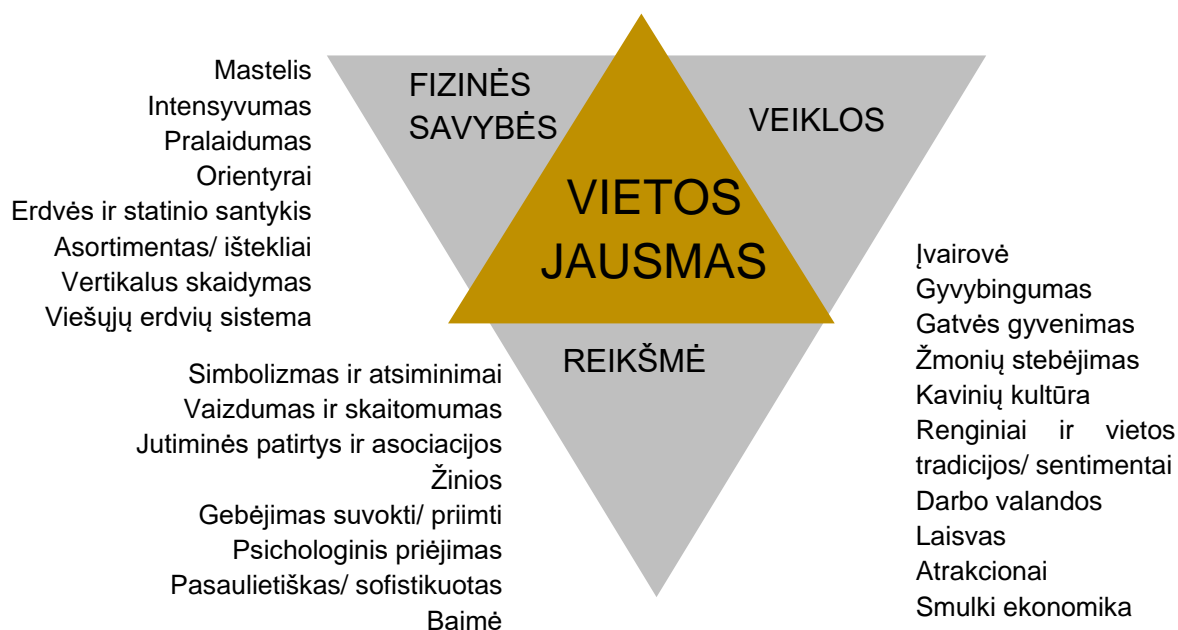 Mastelis
Intensyvumas
Pralaidumas
Orientyrai
Erdvės ir statinio santykis
Asortimentas/ ištekliai
Vertikalus skaidymas
Viešųjų erdvių sistema
FIZINĖS
SAVYBĖS
VEIKLOS
VIETOS
JAUSMAS
REIKŠMĖ
Simbolizmas ir atsiminimai
Vaizdumas ir skaitomumas
Jutiminės patirtys ir asociacijos
Žinios
Gebėjimas suvokti/ priimti
Psichologinis priėjimas
Pasaulietiškas/ sofistikuotas
Baimė
Įvairovė
Gyvybingumas
Gatvės gyvenimas
Žmonių stebėjimas
Kavinių kultūra
Renginiai ir vietos
tradicijos/ sentimentai
Darbo valandos
Laisvas
Atrakcionai
Smulki ekonomika